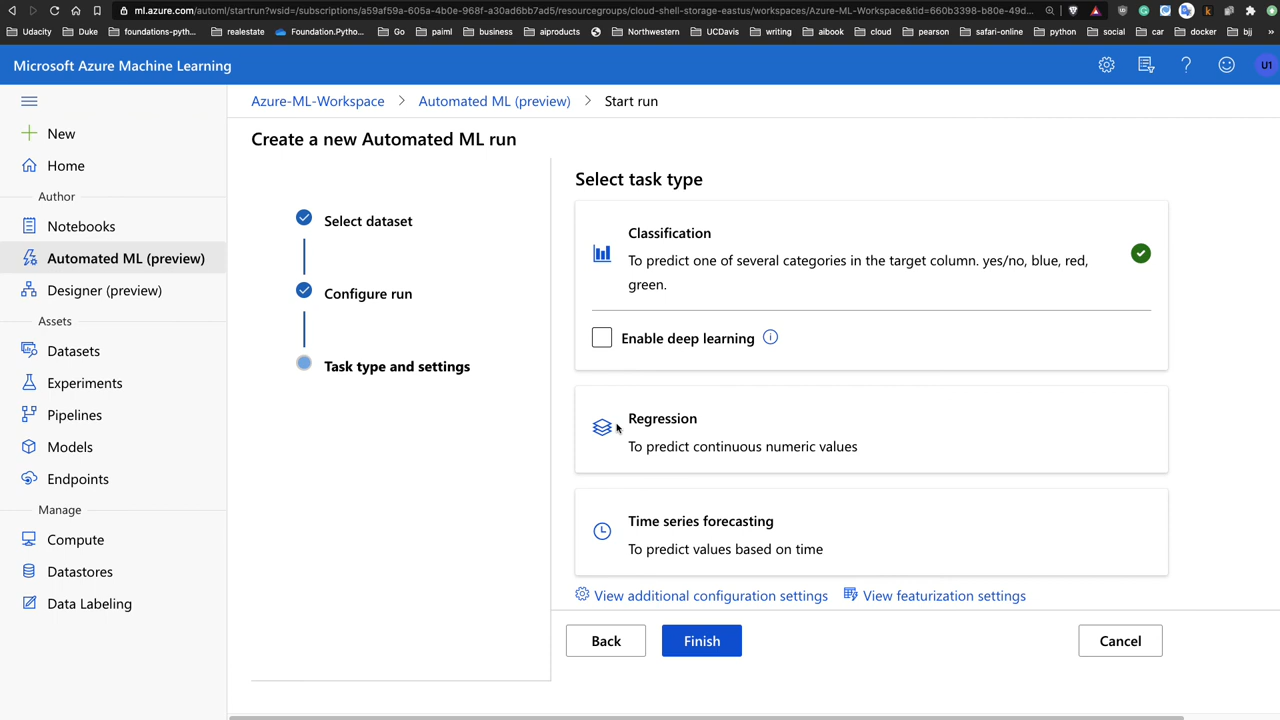 ml.azure.com/automl/startrun?wsid=/subscriptions/a59af59a-605a-4b0e-968f-a30ad6bb7ad5/resourcegroups/cloud-shell-storage-eastus/workspaces/Azure-ML-Workspace&tid=660b3398-b80e-49d...
Udacity Duke foundations-pyth... realestate Foundation.Pytho... Go paiml business aiproducts Northwestern UCDavis writing aibook cloud pearson safari-online python social car docker bjj »
Microsoft Azure Machine Learning U1
Azure-ML-Workspace > Automated ML (preview) > Start run
New
Home
Author
Notebooks
Automated ML (preview)
Designer (preview)
Assets
Datasets
Experiments
Pipelines
Models
Endpoints
Manage
Compute
Datastores
Data Labeling
Create a new Automated ML run
Select dataset
Configure run
Task type and settings
Select task type
Classification
To predict one of several categories in the target column. yes/no, blue, red,
green.
Enable deep learning
Regression
To predict continuous numeric values
Time series forecasting
To predict values based on time
View additional configuration settings View featurization settings
Back Finish Cancel